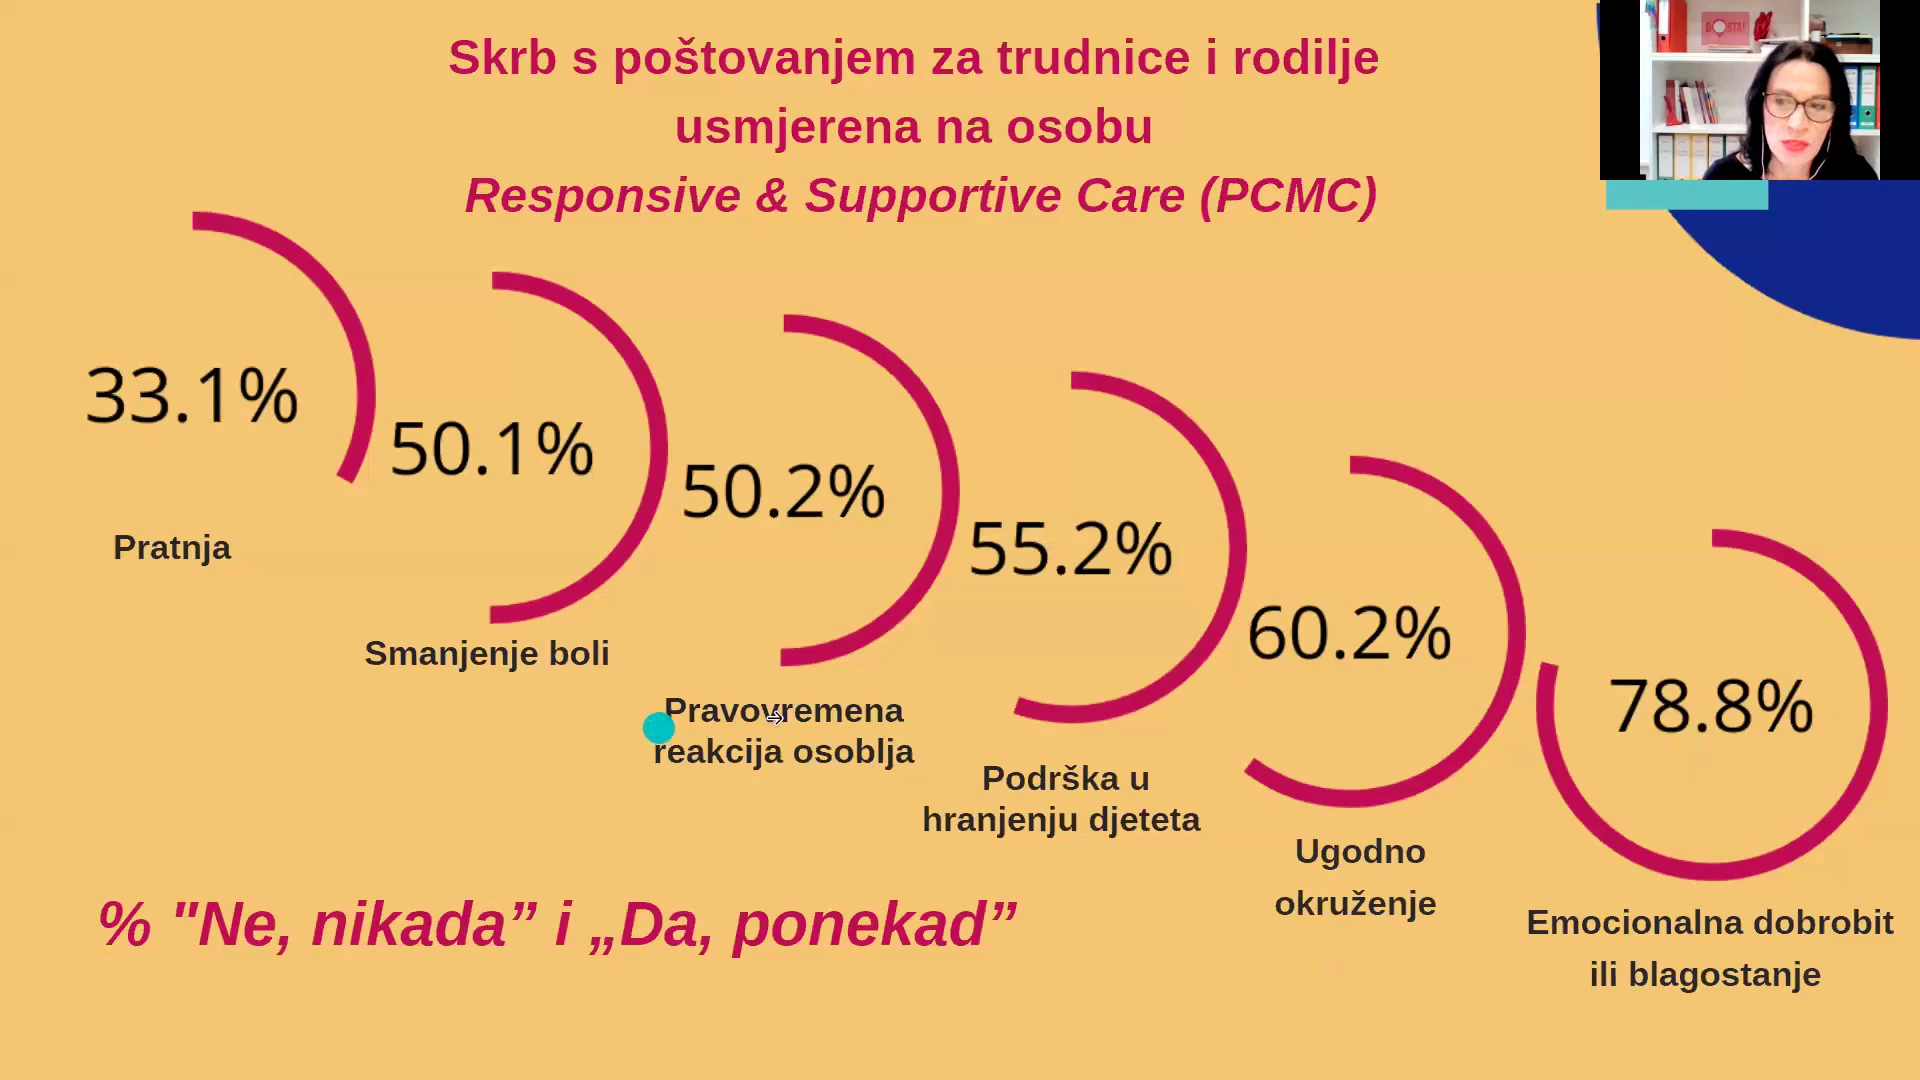 Skrb s poštovanjem za trudnice i rodilje
usmjerena na osobu
Responsive & Supportive Care (PCMC)
33.1%
Pratnja
50.1%
Smanjenje boli
50.2%
Pravovremena
reakcija osoblja
55.2%
Podrška u
hranjenju djeteta
60.2%
Ugodno
okruženje
78.8%
Emocionalna dobrobit
ili blagostanje
% "Ne, nikada” i „Da, ponekad”